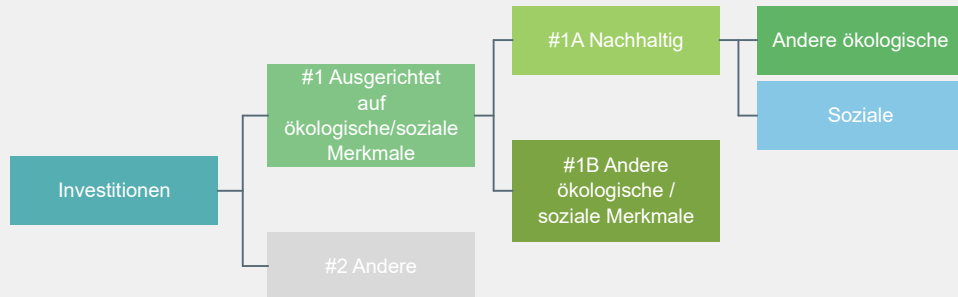 Investitionen
#1 Ausgerichtet
auf
ökologische/soziale
Merkmale
#2 Andere
#1A Nachhaltig
#1B Andere
ökologische /
soziale Merkmale
Andere ökologische
Soziale